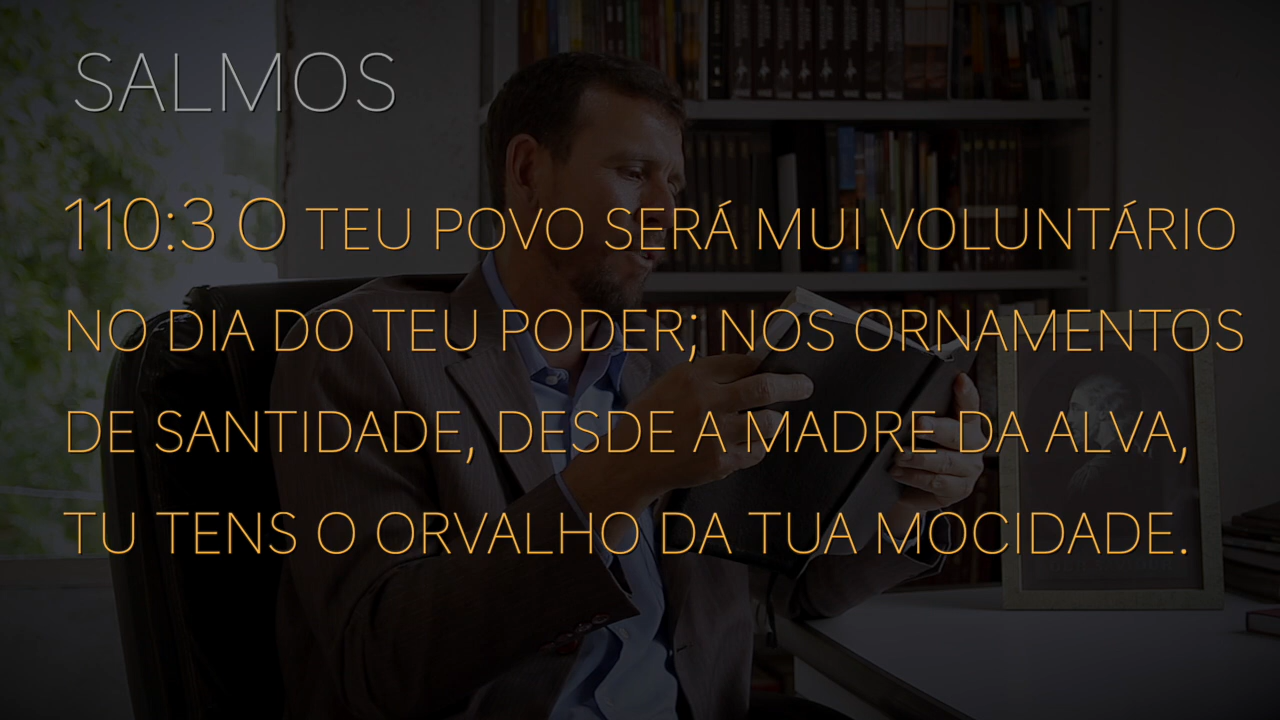 SALMOS
110:3 O TEU POVO SERÁ MUI VOLUNTÁRIO
NO DIA DO TEU PODER; NOS ORNAMENTOS
DE SANTIDADE, DESDE A MADRE DA ALVA,
TU TENS O ORVALHO DA TUA MOCIDADE.